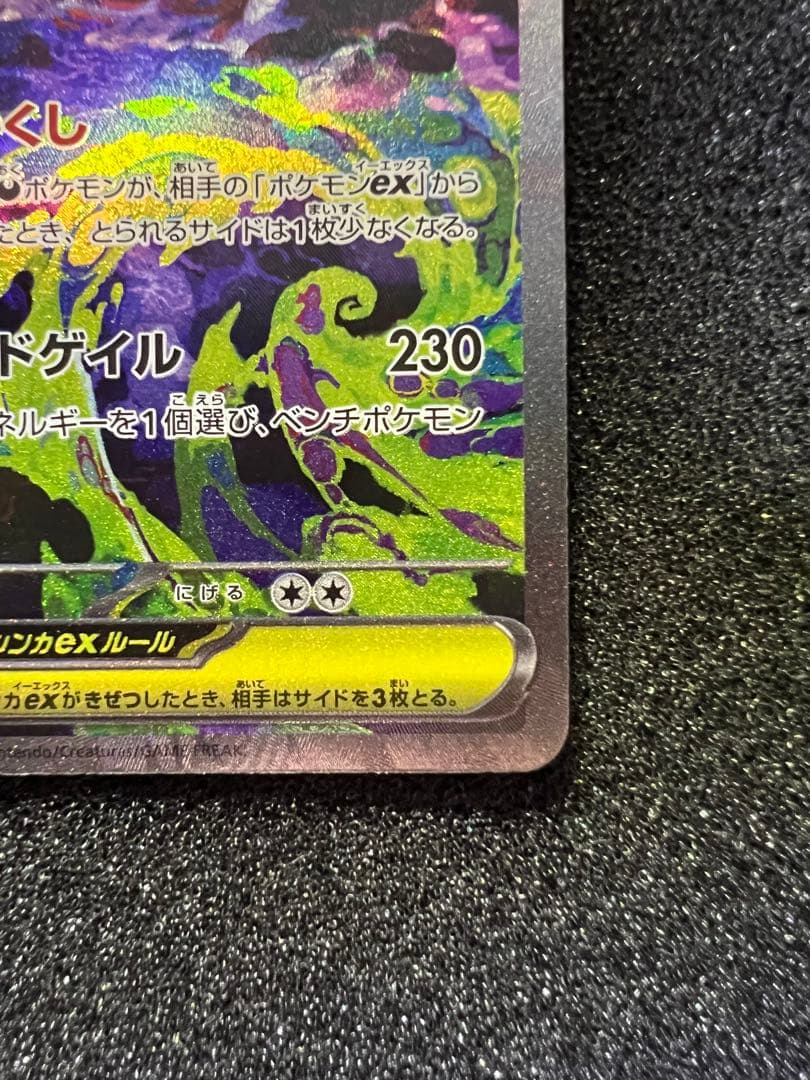 くし
ポケモンが、相手の「ポケモンex」から
たとき、とられるサイドは1枚少なくなる。
ドゲイル 230
ネルギーを1個選び、ベンチポケモン
にげる
ンカexルール
カexがきぜつしたとき、相手はサイドを3枚とる。
ntendo/Creatures/GAME FREAK.